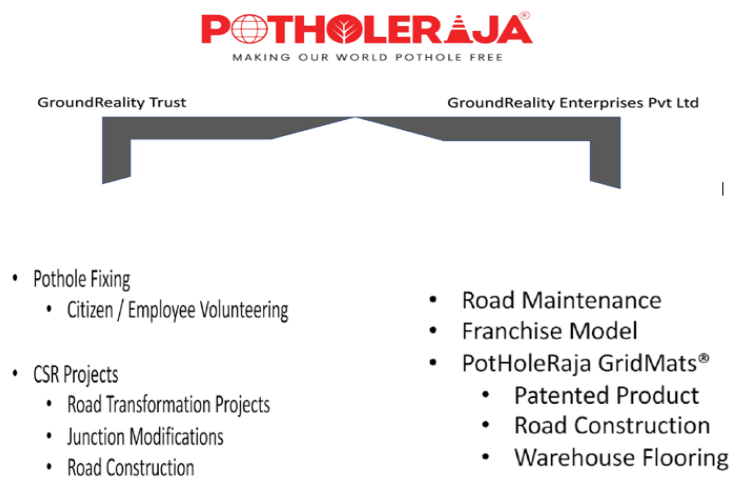 POTHOLERAJA®
MAKING OUR WORLD POTHOLE FREE
GroundReality Trust
GroundReality Enterprises Pvt Ltd
• Pothole Fixing
• Citizen / Employee Volunteering
• CSR Projects
• Road Transformation Projects
• Junction Modifications
• Road Construction
• Road Maintenance
• Franchise Model
• PotHoleRaja GridMats®
• Patented Product
• Road Construction
• Warehouse Flooring